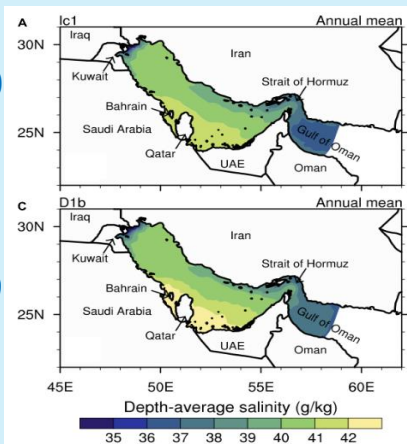 A Ic1 Annual mean
30N
Iraq
Iran
Kuwait
Strait of Hormuz
Bahrain
Saudi Arabia
25N
Gulf of Oman
Qatar
UAE
Oman
C D1b Annual mean
30N
Iraq
Iran
Kuwait
Strait of Hormuz
Bahrain
Saudi Arabia
25N
Gulf of Oman
Qatar
UAE
Oman
45E 50E 55E 60E
Depth-average salinity (g/kg)
35 36 37 38 39 40 41 42